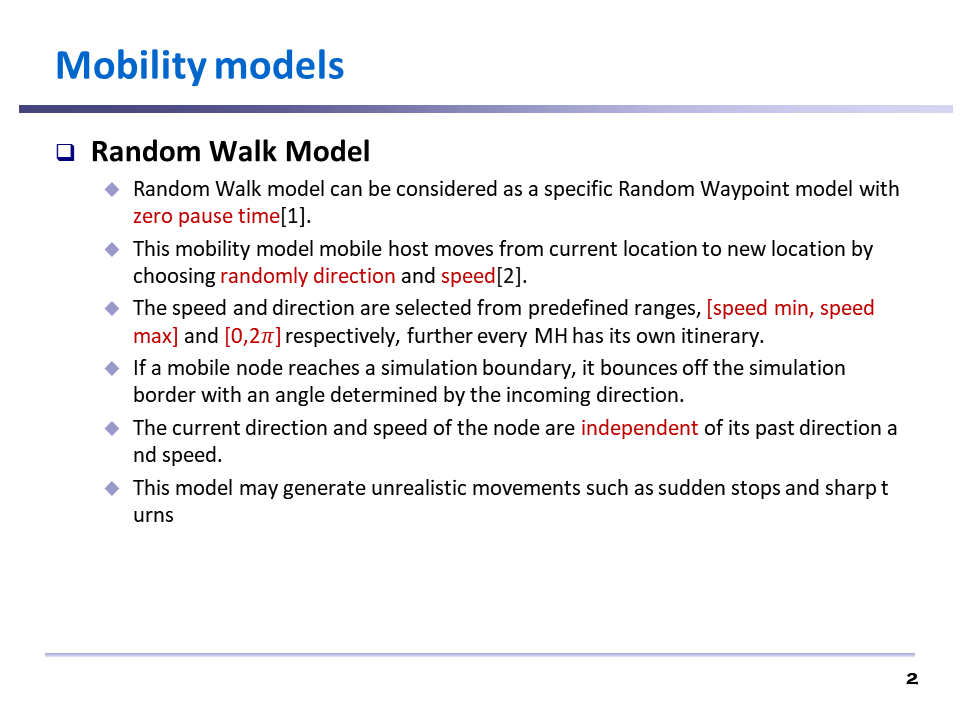 Mobility models
Random Walk Model
Random Walk model can be considered as a specific Random Waypoint model with
zero pause time[1].
This mobility model mobile host moves from current location to new location by
choosing randomly direction and speed[2].
The speed and direction are selected from predefined ranges, [speed min, speed
max] and [0,2𝜋] respectively, further every MH has its own itinerary.
If a mobile node reaches a simulation boundary, it bounces off the simulation
border with an angle determined by the incoming direction.
The current direction and speed of the node are independent of its past direction a
nd speed.
This model may generate unrealistic movements such as sudden stops and sharp t
urns
2